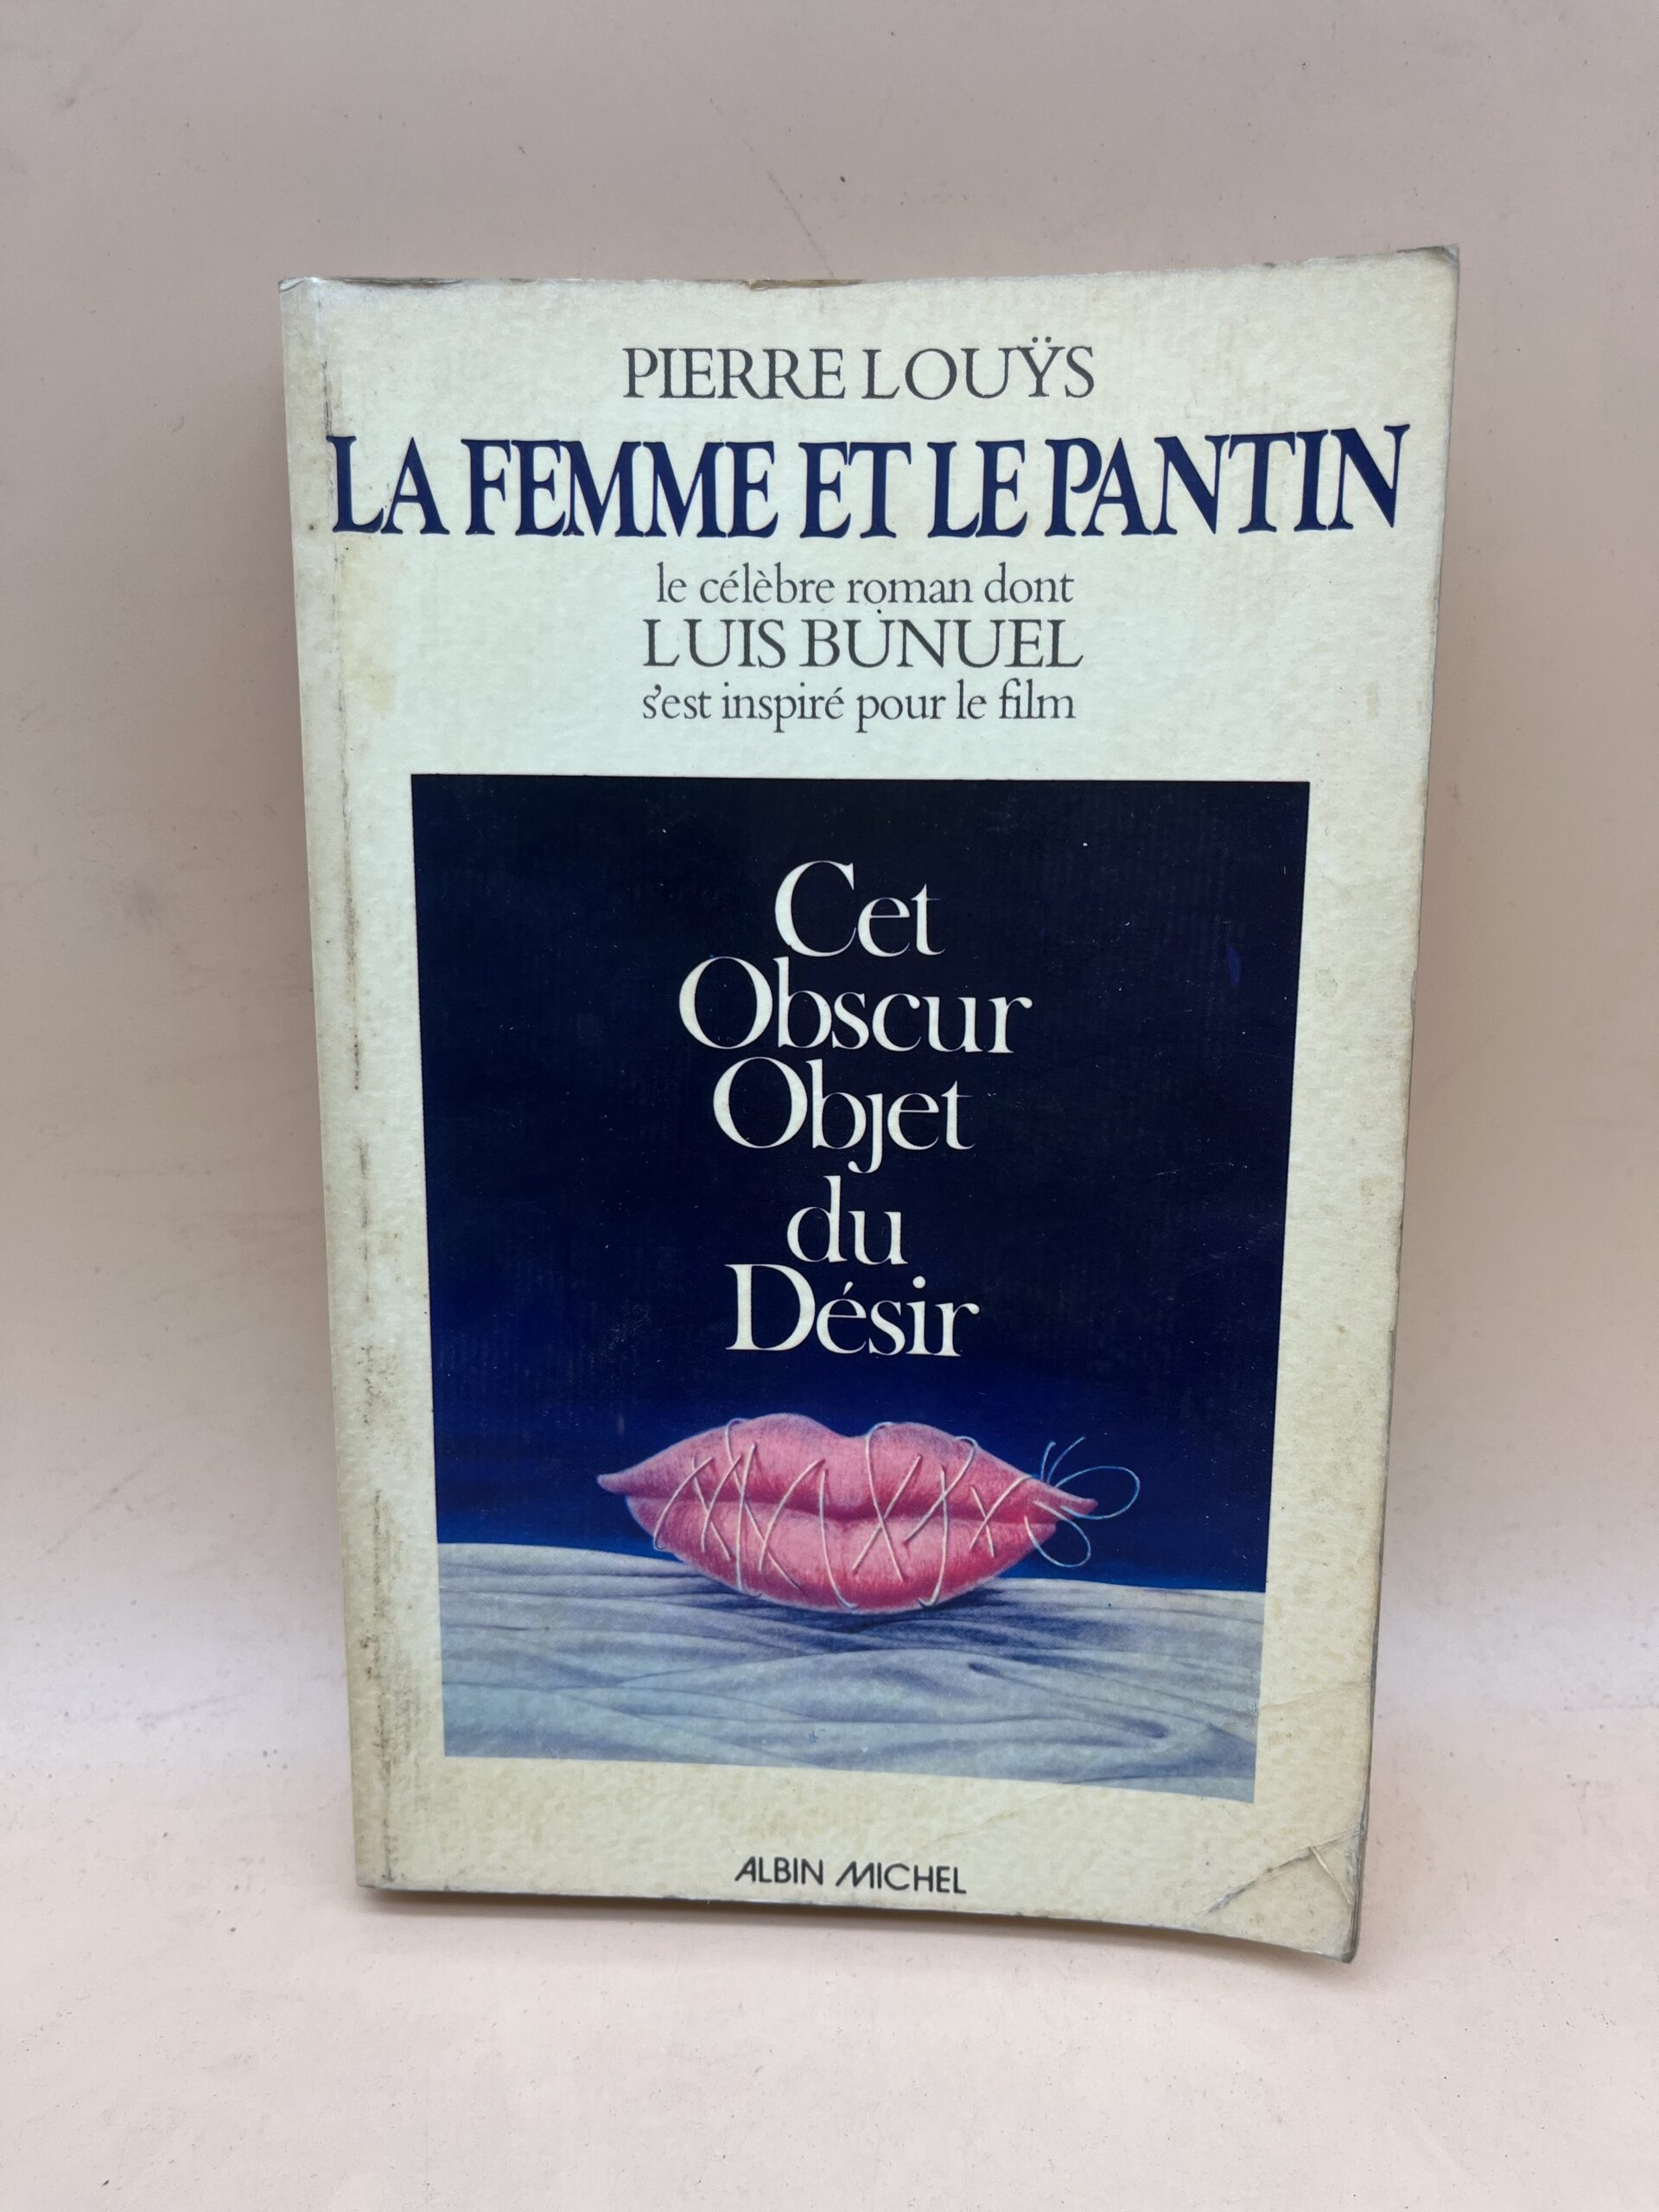 PIERRE LOUŸS
LA FEMME ET LE PANTIN
le célèbre roman dont
LUIS BUNUEL
s'est inspiré pour le film
Cet
Obscur
Objet
du
Désir
ALBIN MICHEL